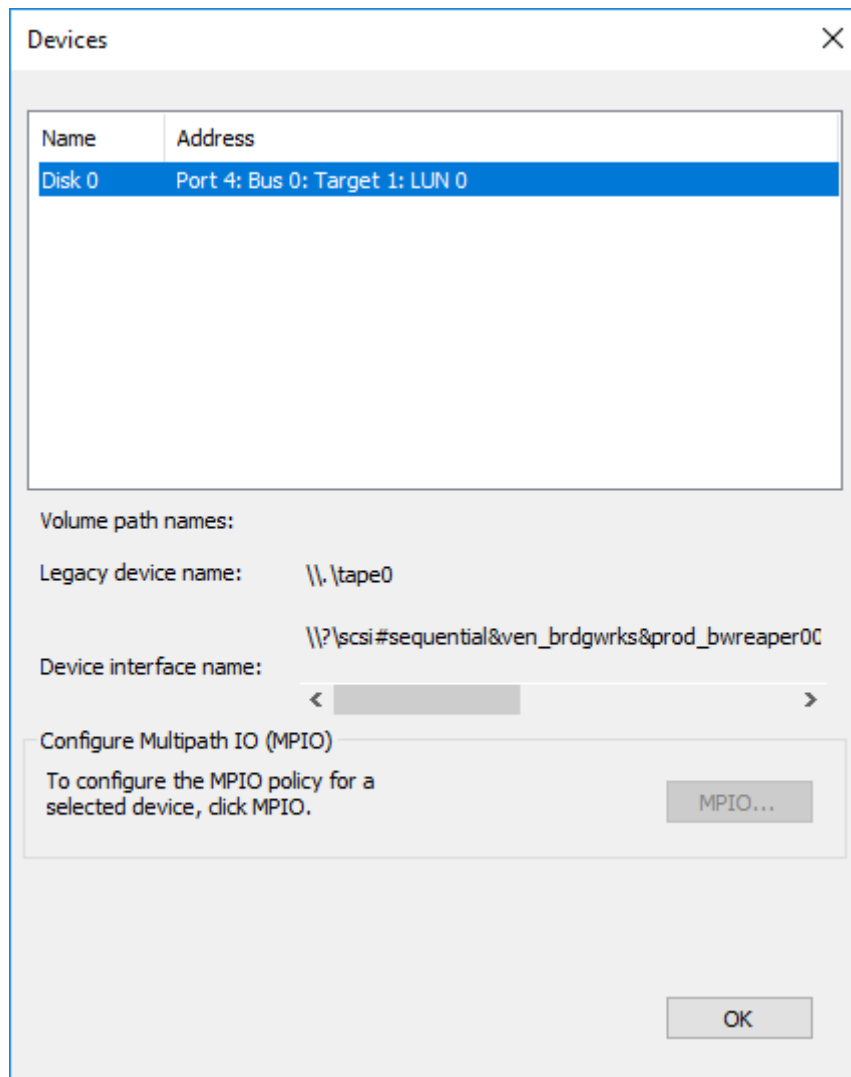 Devices
Name Address
Disk 0 Port 4: Bus 0: Target 1: LUN 0
Volume path names:
Legacy device name: \\.\tape0
\\?\scsi#sequential&ven_brdgwrks&prod_bwreaper00
Device interface name:
Configure Multipath IO (MPIO)
To configure the MPIO policy for a
selected device, click MPIO.
MPIO...
OK